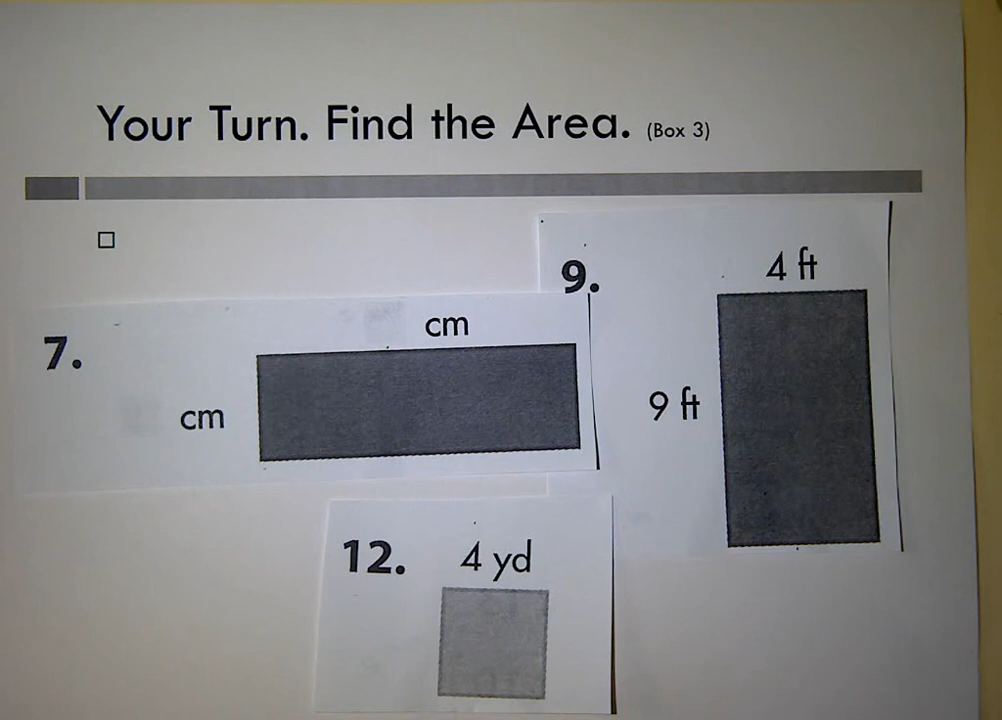 Your Turn. Find the Area. (Box 3)
7.
cm
cm
9.
4 ft
9 ft
12.
4 yd